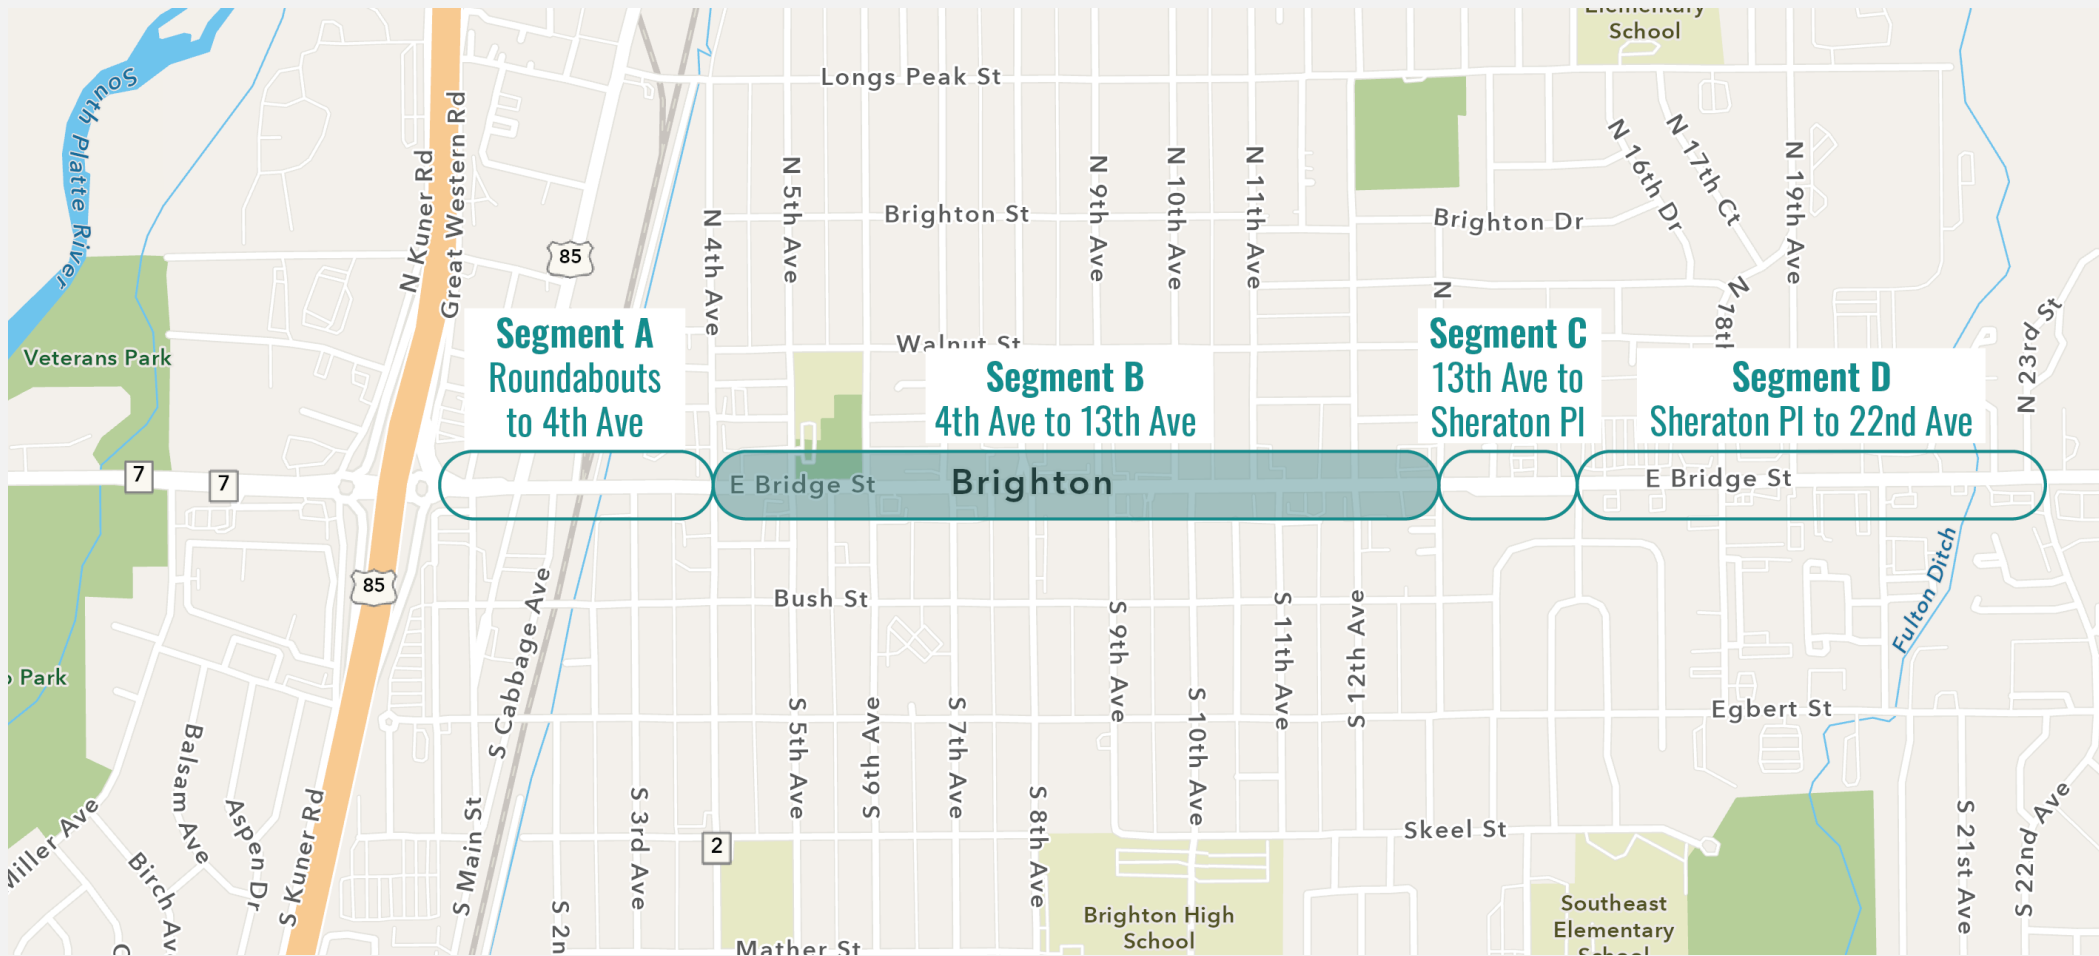 Elementary
School
South Platte River
Longs Peak St
N Kuner Rd
Great Western Rd
85
N 4th Ave
N 5th Ave
Brighton St
N 9th Ave
N 10th Ave
N 11th Ave
Brighton Dr
N 16th Dr
N 17th Ct
N 19th Ave
N
N 18th
N 23rd St
Veterans Park
Walnut St
Segment A
Roundabouts
to 4th Ave
Segment B
4th Ave to 13th Ave
Segment C
13th Ave to
Sheraton Pl
Segment D
Sheraton Pl to 22nd Ave
7
7
E Bridge St
Brighton
E Bridge St
85
Fulton Ditch
S Cabbage Ave
Bush St
S 9th Ave
S 11th Ave
S 12th Ave
Park
S 5th Ave
S 6th Ave
S 7th Ave
S 10th Ave
Egbert St
Balsam Ave
Aspen Dr
S Kuner Rd
S Main St
S 3rd Ave
2
S 8th Ave
Skeel St
S 21st Ave
S 22nd Ave
Miller Ave
Birch Av
S 2n
Mather St
Brighton High
School
Southeast
Elementary
School